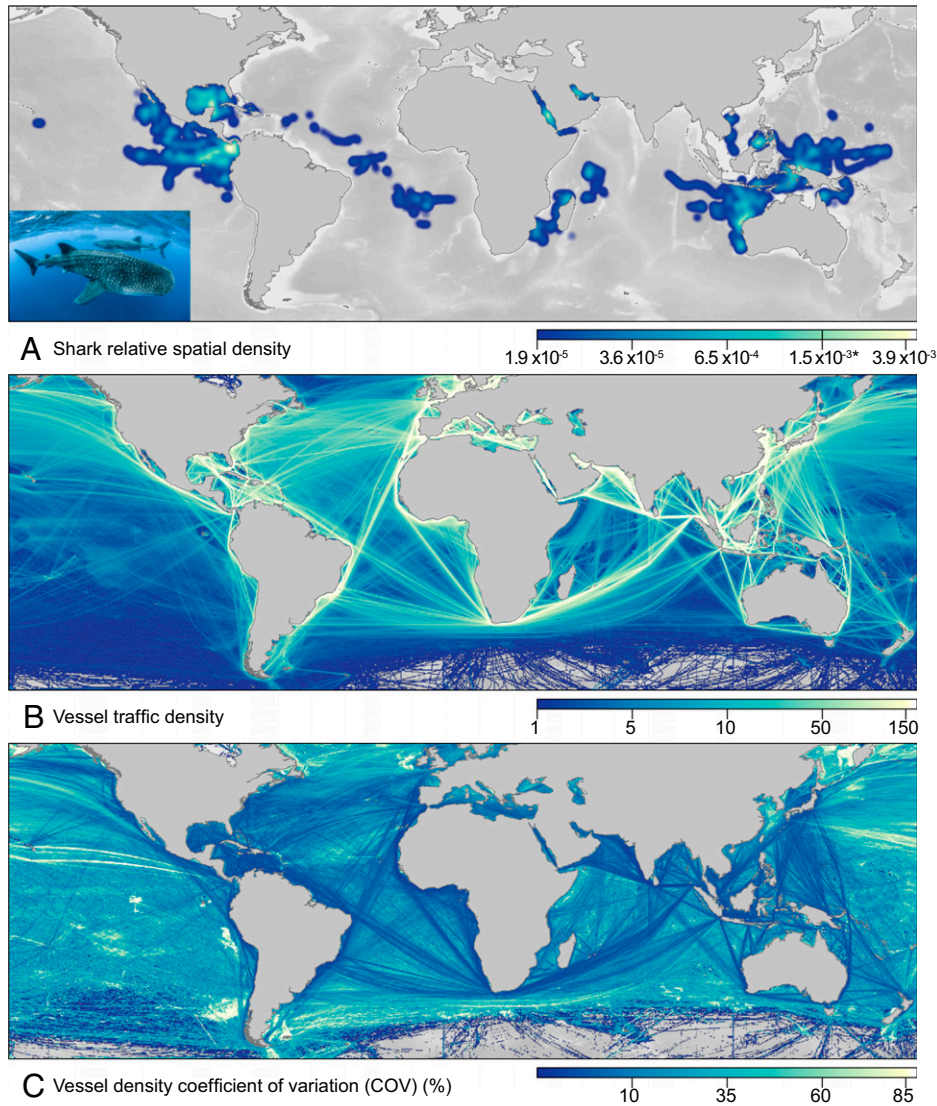 A Shark relative spatial density
1.9 x10-5 3.6 x10-5 6.5 x10-4 1.5 x10-3* 3.9 x10-3
B Vessel traffic density
1 5 10 50 150
C Vessel density coefficient of variation (COV) (%)
10 35 60 85